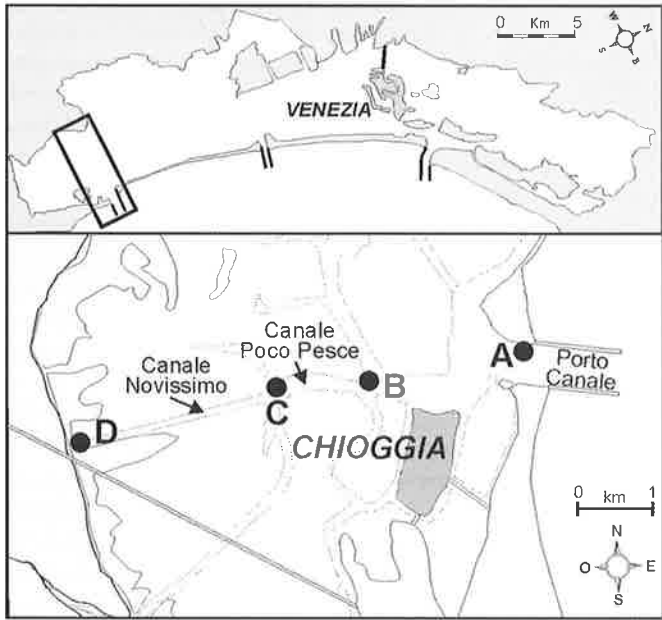 0 Km 5
N
N
S
E
VENEZIA
Canale
Poco Pesce
Canale
Novissimo
A
Porto
Canale
B
C
D
CHIOGGIA
0 km 1
N
O E
S